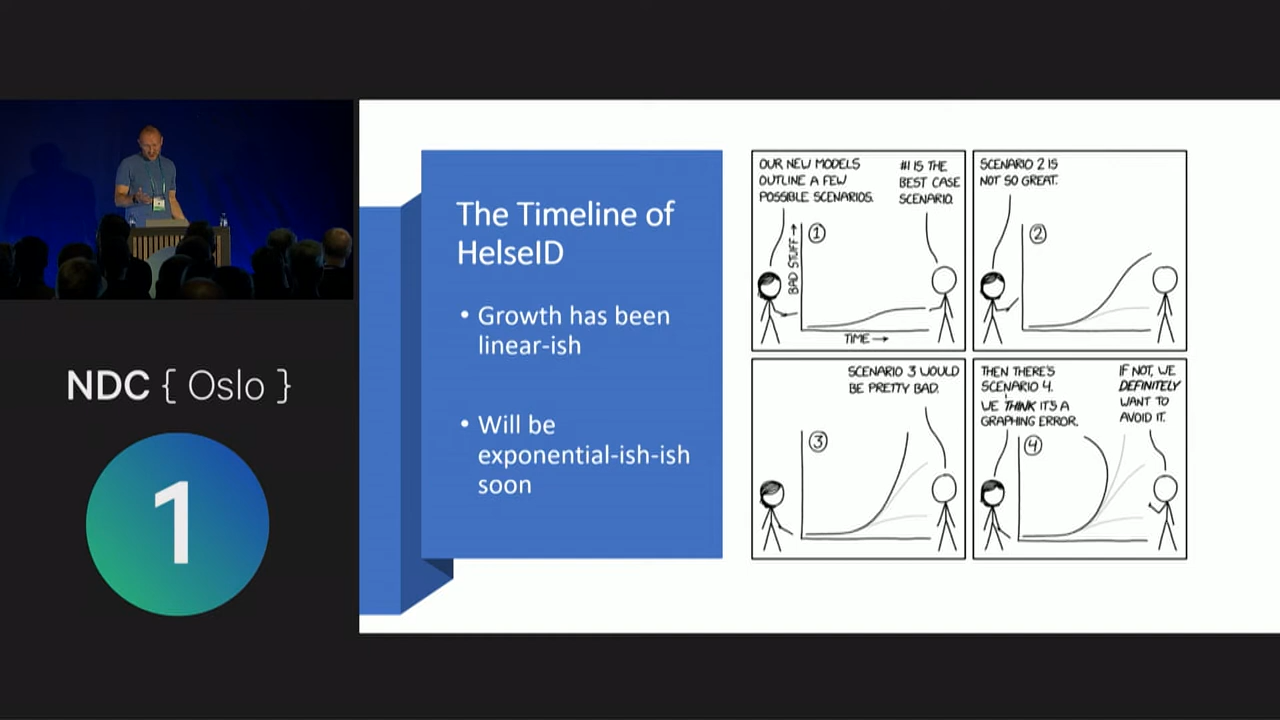 NDC { Oslo }
1
The Timeline of
HelseID
• Growth has been
linear-ish
• Will be
exponential-ish-ish
soon
OUR NEW MODELS
OUTLINE A FEW
POSSIBLE SCENARIOS.
#1 IS THE
BEST CASE
SCENARIO.
1
BAD STUFF →
TIME →
SCENARIO 2 IS
NOT SO GREAT.
2
SCENARIO 3 WOULD
BE PRETTY BAD.
3
THEN THERE'S
SCENARIO 4.
WE THINK IT'S A
GRAPHING ERROR.
IF NOT, WE
DEFINITELY
WANT TO
AVOID IT.
4